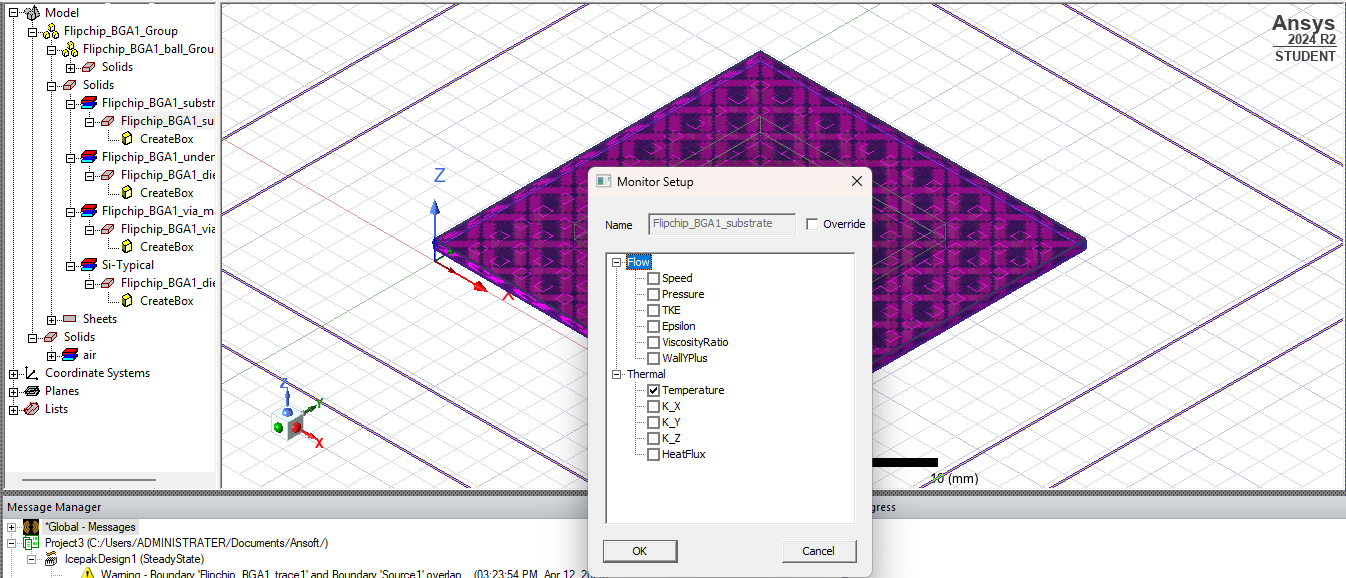 Model
Flipchip_BGA1_Group
Flipchip_BGA1_ball_Grou
Solids
Solids
Flipchip_BGA1_substr
Flipchip_BGA1_su
CreateBox
Flipchip_BGA1_under
Flipchip_BGA1_die
CreateBox
Flipchip_BGA1_via_m
Flipchip_BGA1_via
CreateBox
Si-Typical
Flipchip_BGA1_die
CreateBox
Sheets
Solids
air
Coordinate Systems
Planes
Lists
Ansys
2024 R2
STUDENT
Z
X
Z
Y
X
10 (mm)
Monitor Setup
Name Flipchip_BGA1_substrate Override
Flow
Speed
Pressure
TKE
Epsilon
ViscosityRatio
WallYPlus
Thermal
Temperature
K_X
K_Y
K_Z
HeatFlux
OK Cancel
Message Manager
gress
*Global - Messages
Project3 (C:/Users/ADMINISTRATER/Documents/Ansoft/)
IcepakDesign1 (SteadyState)
Warning - Boundary 'Flipchip_BGA1_trace1' and Boundary 'Source1' overlap. (03:23:54 PM Apr 12,